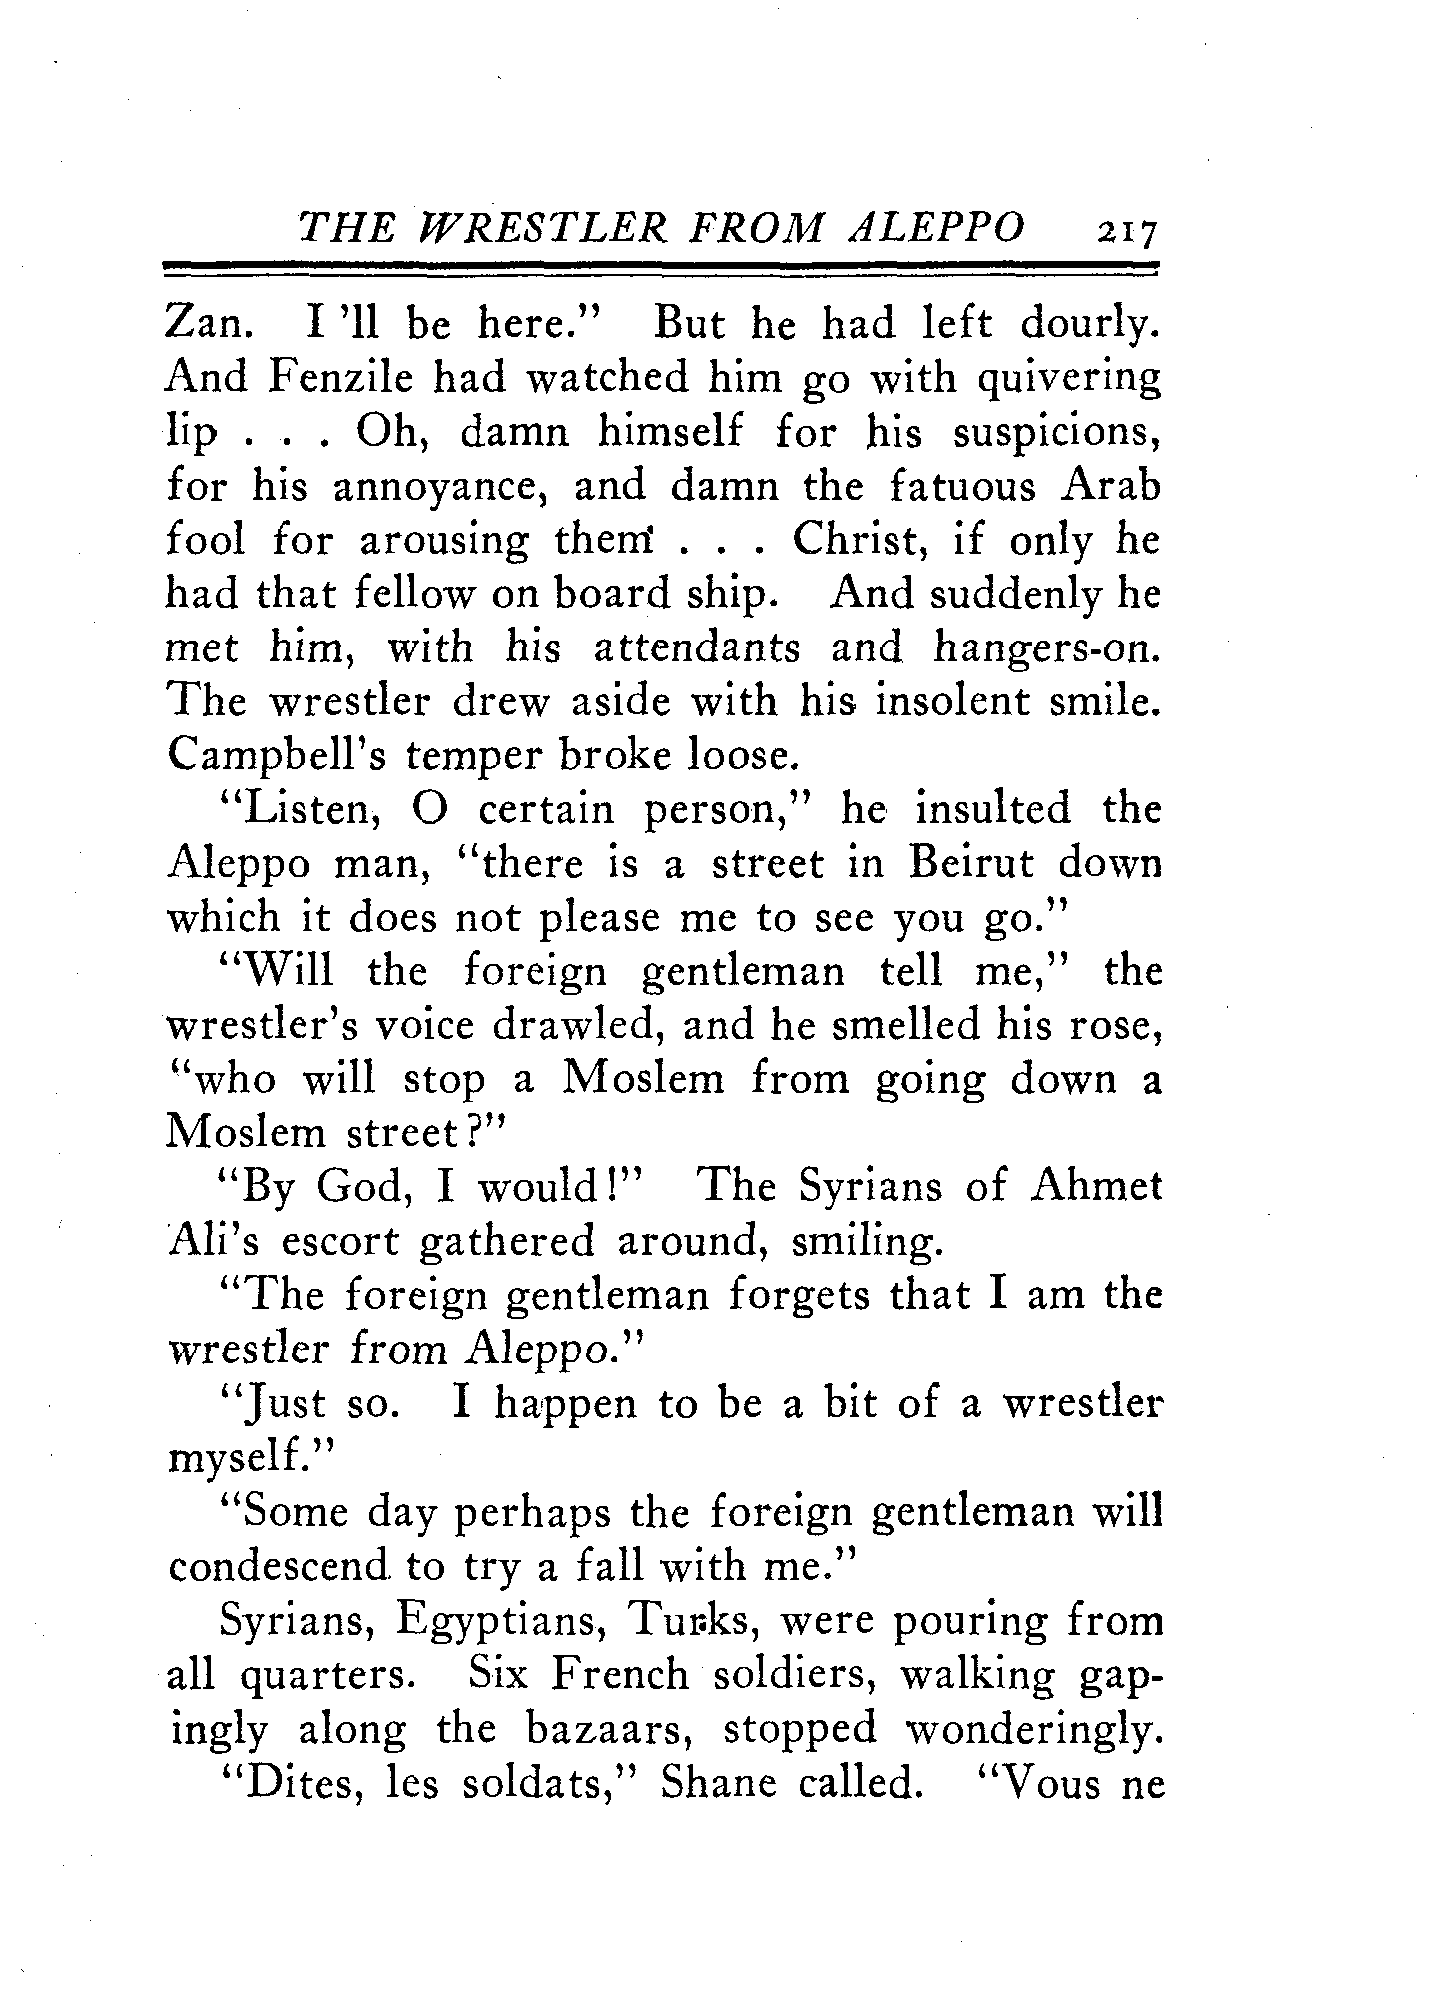 THE WRESTLER FROM ALEPPO 217
Zan. I 'll be here." But he had left dourly.
And Fenzile had watched him go with quivering
lip . . . Oh, damn himself for his suspicions,
for his annoyance, and damn the fatuous Arab
fool for arousing them! . . . Christ, if only he
had that fellow on board ship. And suddenly he
met him, with his attendants and hangers-on.
The wrestler drew aside with his insolent smile.
Campbell's temper broke loose.
"Listen, O certain person," he insulted the
Aleppo man, "there is a street in Beirut down
which it does not please me to see you go."
"Will the foreign gentleman tell me," the
wrestler's voice drawled, and he smelled his rose,
"who will stop a Moslem from going down a
Moslem street?"
"By God, I would!" The Syrians of Ahmet
Ali's escort gathered around, smiling.
"The foreign gentleman forgets that I am the
wrestler from Aleppo."
"Just so. I happen to be a bit of a wrestler
myself."
"Some day perhaps the foreign gentleman will
condescend to try a fall with me."
Syrians, Egyptians, Turks, were pouring from
all quarters. Six French soldiers, walking gap-
ingly along the bazaars, stopped wonderingly.
"Dites, les soldats," Shane called. "Vous ne